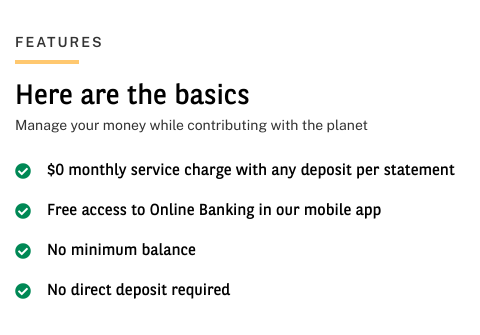 FEATURES
Here are the basics
Manage your money while contributing with the planet
$0 monthly service charge with any deposit per statement
Free access to Online Banking in our mobile app
No minimum balance
No direct deposit required